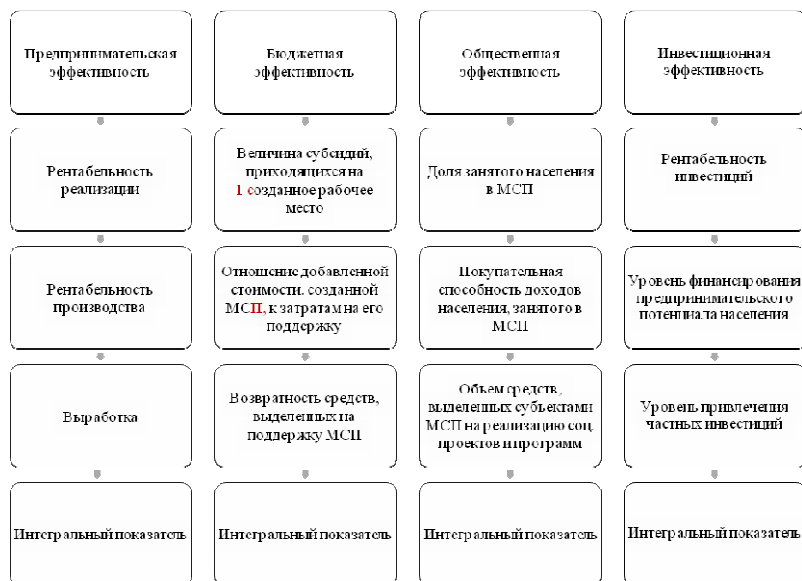 Предпринимательская
эффективность
Рентабельность
реализации
Рентабельность
производства
Выработка
Интегральный показатель
Бюджетная
эффективность
Величина субсидий,
приходящихся на
1 созданное рабочее
место
Отношение добавленной
стоимости, созданной
МСП, к затратам на его
поддержку
Возвратность средств,
выделенных на
поддержку МСП
Интегральный показатель
Общественная
эффективность
Доля занятого населения
в МСП
Покупательная
способность доходов
населения, занятого в
МСП
Объем средств,
выделенных субъектами
МСП на реализацию соц.
проектов и программ
Интегральный показатель
Инвестиционная
эффективность
Рентабельность
инвестиций
Уровень финансирования
предпринимательского
потенциала населения
Уровень привлечения
частных инвестиций
Интегральный показатель